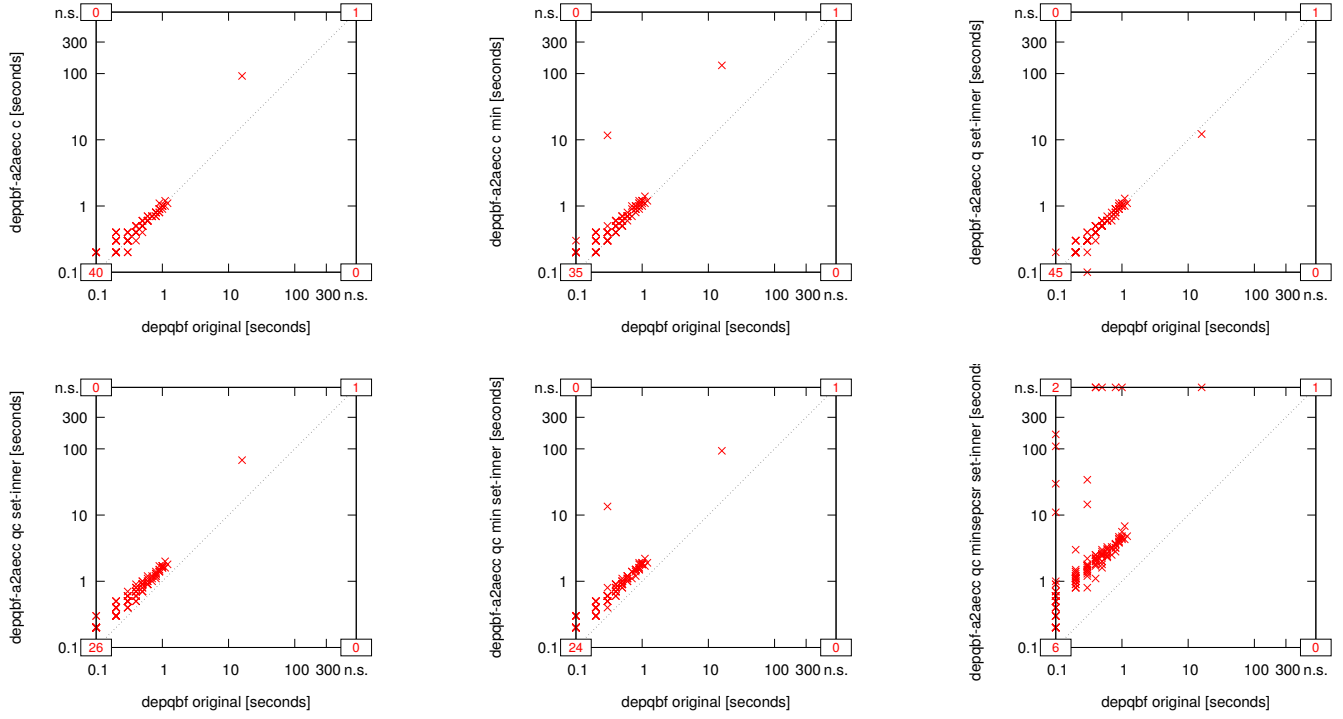 n.s. 0 1
300
100
10
1
0.1
40 0
0.1 1 10 100 300 n.s.
depqbf original [seconds]
depqbf-a2aecc c [seconds]
n.s. 0 1
300
100
10
1
0.1
35 0
0.1 1 10 100 300 n.s.
depqbf original [seconds]
depqbf-a2aecc c min [seconds]
n.s. 0 1
300
100
10
1
0.1
45 0
0.1 1 10 100 300 n.s.
depqbf original [seconds]
depqbf-a2aecc q set-inner [seconds]
n.s. 0 1
300
100
10
1
0.1
26 0
0.1 1 10 100 300 n.s.
depqbf original [seconds]
depqbf-a2aecc qc set-inner [seconds]
n.s. 0 1
300
100
10
1
0.1
24 0
0.1 1 10 100 300 n.s.
depqbf original [seconds]
depqbf-a2aecc qc min set-inner [seconds]
n.s. 2 1
300
100
10
1
0.1
6 0
0.1 1 10 100 300 n.s.
depqbf original [seconds]
depqbf-a2aecc qc minsepcsr set-inner [second